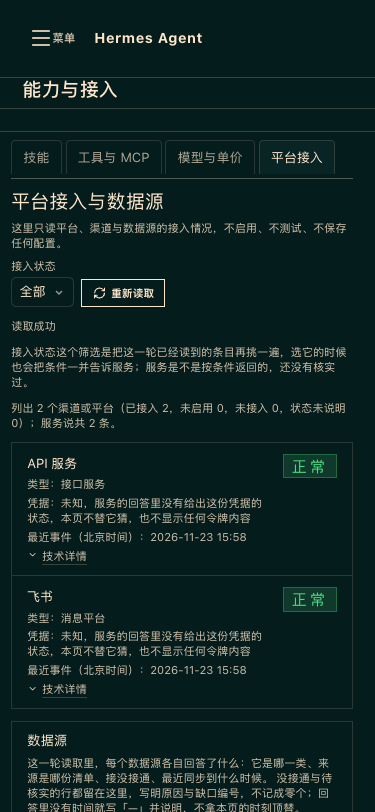 菜单
Hermes Agent
能力与接入
技能
工具与 MCP
模型与单价
平台接入
平台接入与数据源
这里只读平台、渠道与数据源的接入情况，不启用、不测试、不保存
任何配置。
接入状态
全部
重新读取
读取成功
接入状态这个筛选是把这一轮已经读到的条目再挑一遍，选它的时候
也会把条件一并告诉服务；服务是不是按条件返回的，还没有核实
过。
列出 2 个渠道或平台（已接入 2，未启用 0，未接入 0，状态未说明
0）；服务说共 2 条。
API 服务
正常
类型：接口服务
凭据：未知，服务的回答里没有给出这份凭据的
状态，本页不替它猜，也不显示任何令牌内容
最近事件（北京时间）：2026-11-23 15:58
技术详情
飞书
正常
类型：消息平台
凭据：未知，服务的回答里没有给出这份凭据的
状态，本页不替它猜，也不显示任何令牌内容
最近事件（北京时间）：2026-11-23 15:58
技术详情
数据源
这一轮读取里，每个数据源各自回答了什么：它是哪一类、来
源是哪份清单、接没接通、最近同步到什么时候。没接通与待
核实的行都留在这里，写明原因与缺口编号，不记成零个；回
答里没有时间就写「—」并说明，不拿本页的时刻顶替。